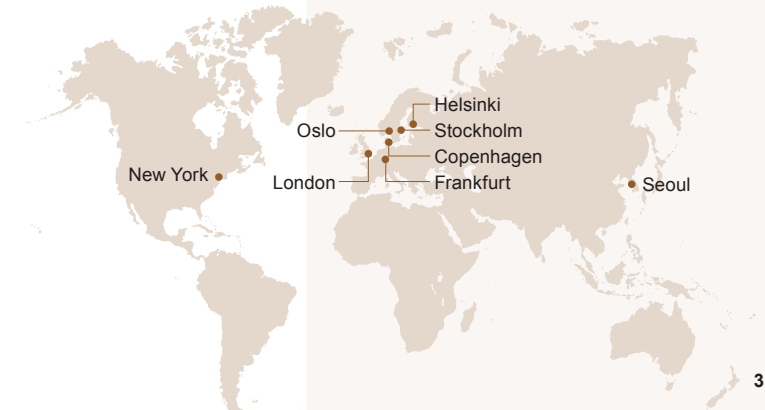 Helsinki
Oslo
Stockholm
Copenhagen
New York
London
Frankfurt
Seoul
3